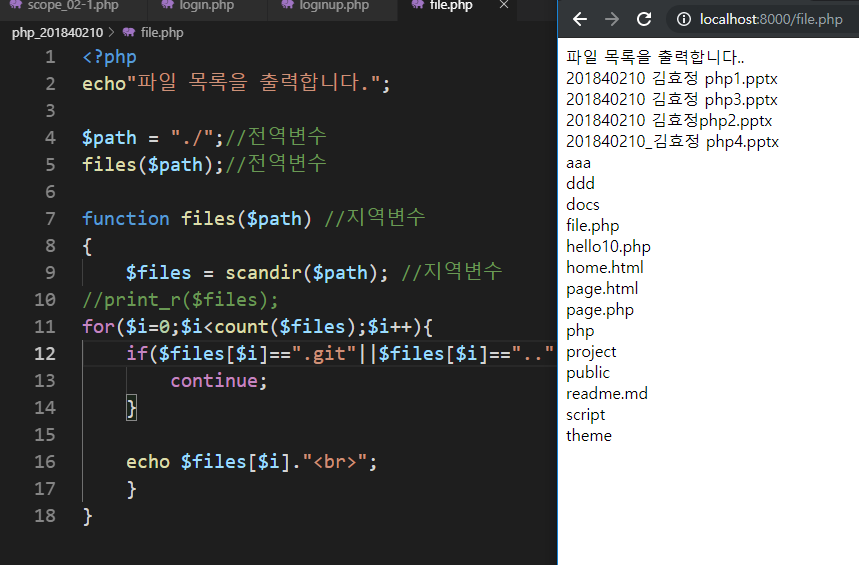 scope_02-1.php login.php loginup.php file.php
php_201840210 > file.php
1 <?php
2 echo"파일 목록을 출력합니다.";
3
4 $path = "./";//전역변수
5 files($path);//전역변수
6
7 function files($path) //지역변수
8 {
9 $files = scandir($path); //지역변수
10 //print_r($files);
11 for($i=0;$i<count($files);$i++){
12 if($files[$i]==".git"||$files[$i]==".."
13 continue;
14 }
15
16 echo $files[$i]."<br>";
17 }
18 }
localhost:8000/file.php
파일 목록을 출력합니다..
201840210 김효정 php1.pptx
201840210 김효정 php3.pptx
201840210 김효정php2.pptx
201840210_김효정 php4.pptx
aaa
ddd
docs
file.php
hello10.php
home.html
page.html
page.php
php
project
public
readme.md
script
theme